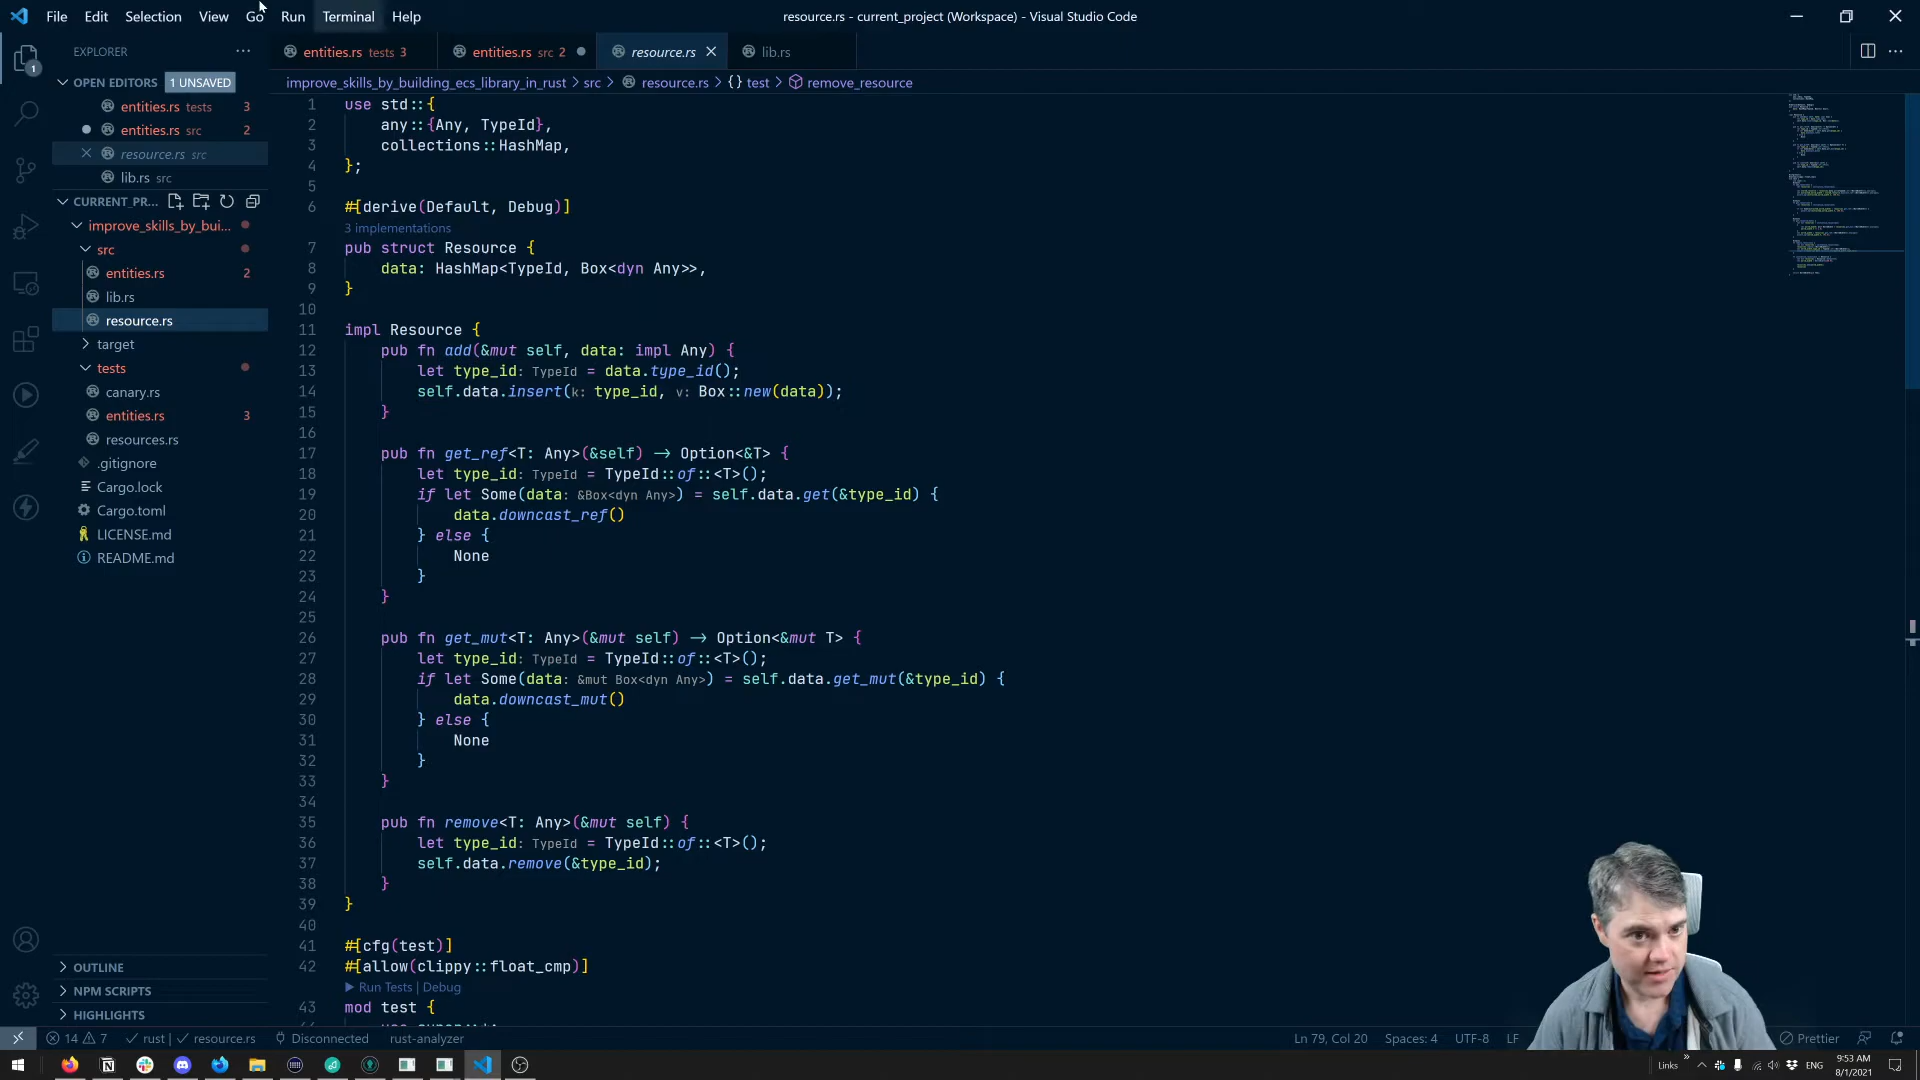 File Edit Selection View Go Run Terminal Help
resource.rs - current_project (Workspace) - Visual Studio Code
EXPLORER
OPEN EDITORS 1 UNSAVED
entities.rs tests 3
entities.rs src 2
resource.rs src
lib.rs src
CURRENT_PR...
improve_skills_by_buil...
src
entities.rs 2
lib.rs
resource.rs
target
tests
canary.rs
entities.rs 3
resources.rs
.gitignore
Cargo.lock
Cargo.toml
LICENSE.md
README.md
OUTLINE
NPM SCRIPTS
HIGHLIGHTS
entities.rs tests 3 entities.rs src 2 resource.rs lib.rs
improve_skills_by_building_ecs_library_in_rust > src > resource.rs > {} test > remove_resource
1 use std::{
2 any::{Any, TypeId},
3 collections::HashMap,
4 };
5
6 #[derive(Default, Debug)]
3 implementations
7 pub struct Resource {
8 data: HashMap<TypeId, Box<dyn Any>>,
9 }
10
11 impl Resource {
12 pub fn add(&mut self, data: impl Any) {
13 let type_id: TypeId = data.type_id();
14 self.data.insert(k: type_id, v: Box::new(data));
15 }
16
17 pub fn get_ref<T: Any>(&self) -> Option<&T> {
18 let type_id: TypeId = TypeId::of::<T>();
19 if let Some(data: &Box<dyn Any>) = self.data.get(&type_id) {
20 data.downcast_ref()
21 } else {
22 None
23 }
24 }
25
26 pub fn get_mut<T: Any>(&mut self) -> Option<&mut T> {
27 let type_id: TypeId = TypeId::of::<T>();
28 if let Some(data: &mut Box<dyn Any>) = self.data.get_mut(&type_id) {
29 data.downcast_mut()
30 } else {
31 None
32 }
33 }
34
35 pub fn remove<T: Any>(&mut self) {
36 let type_id: TypeId = TypeId::of::<T>();
37 self.data.remove(&type_id);
38 }
39 }
40
41 #[cfg(test)]
42 #[allow(clippy::float_cmp)]
▶ Run Tests | Debug
43 mod test {
14 7 rust | resource.rs Disconnected rust-analyzer
Ln 79, Col 20 Spaces: 4 UTF-8 LF Prettier
Links ENG 9:53 AM
8/1/2021